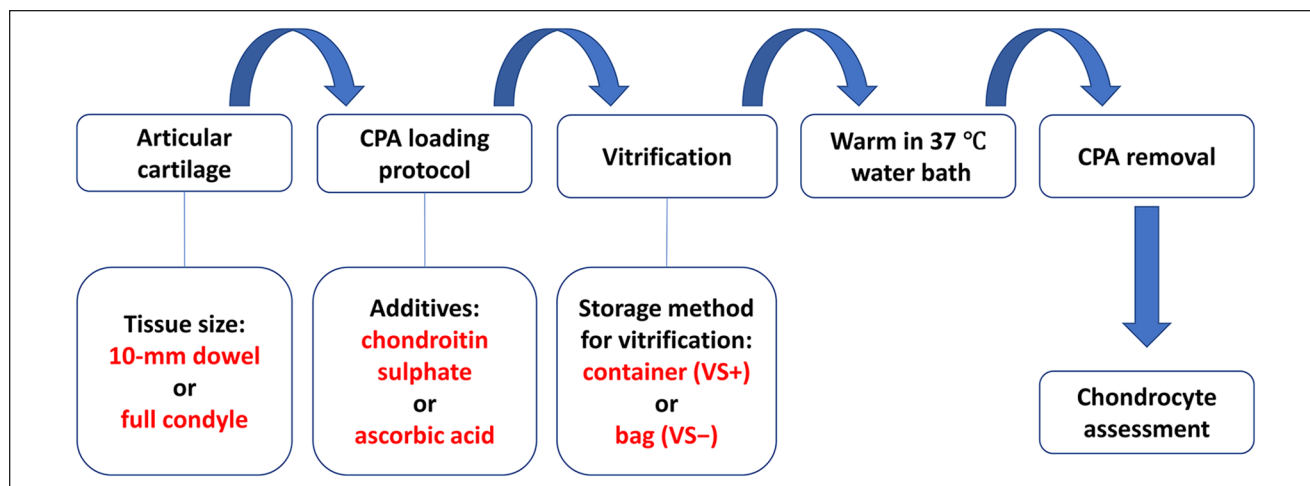 Articular
cartilage
CPA loading
protocol
Vitrification
Warm in 37 ℃
water bath
CPA removal
Tissue size:
10-mm dowel
or
full condyle
Additives:
chondroitin
sulphate
or
ascorbic acid
Storage method
for vitrification:
container (VS+)
or
bag (VS−)
Chondrocyte
assessment